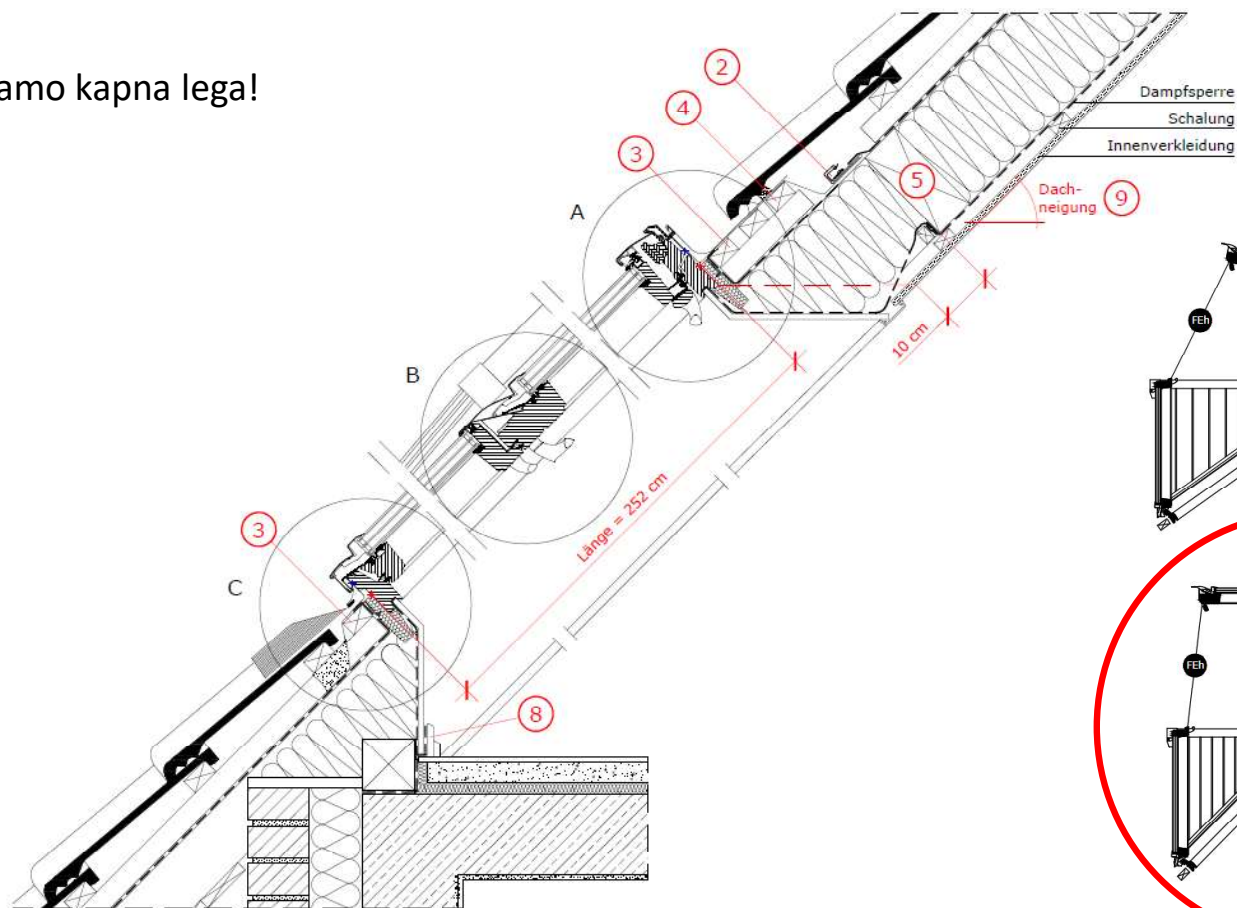 amo kapna lega!
2
4
3
A
5
Dampfsperre
Schalung
Innenverkleidung
Dach-
neigung
9
FEh
B
10 cm
Länge = 252 cm
3
C
FEh
8